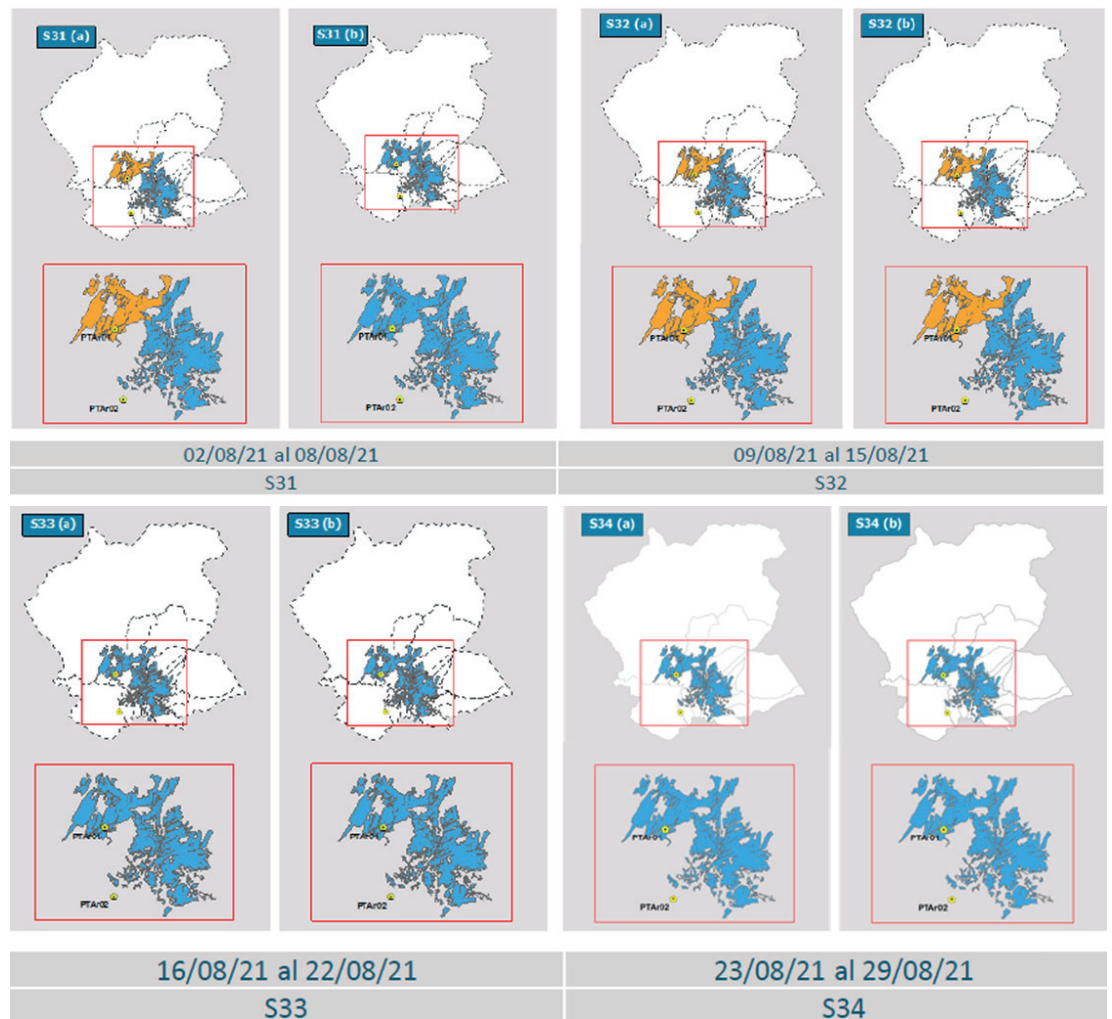 S31 (a)
S31 (b)
S32 (a)
S32 (b)
PTAr01
PTAr02
PTAr01
PTAr02
PTAr01
PTAr02
PTAr01
PTAr02
02/08/21 al 08/08/21
09/08/21 al 15/08/21
S31
S32
S33 (a)
S33 (b)
S34 (a)
S34 (b)
PTAr01
PTAr02
PTAr01
PTAr02
PTAr01
PTAr02
PTAr01
PTAr02
16/08/21 al 22/08/21
23/08/21 al 29/08/21
S33
S34